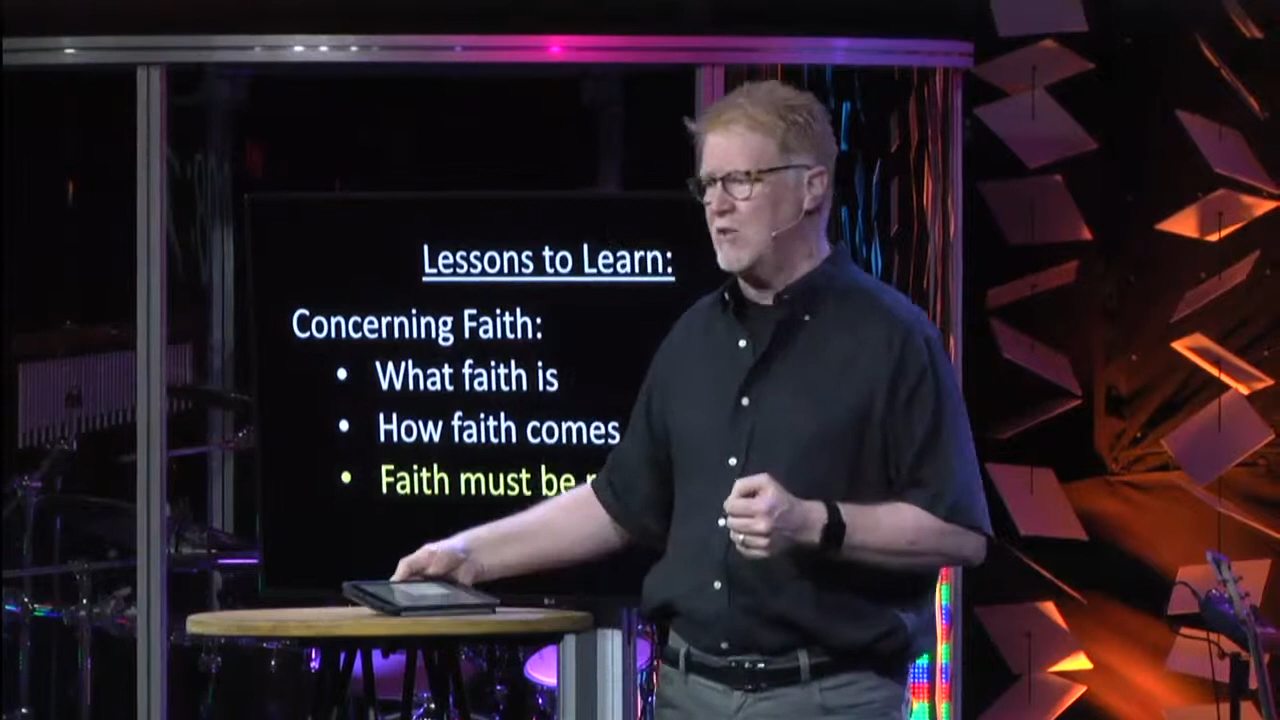 Lessons to Learn:
Concerning Faith:
• What faith is
• How faith comes
• Faith must be